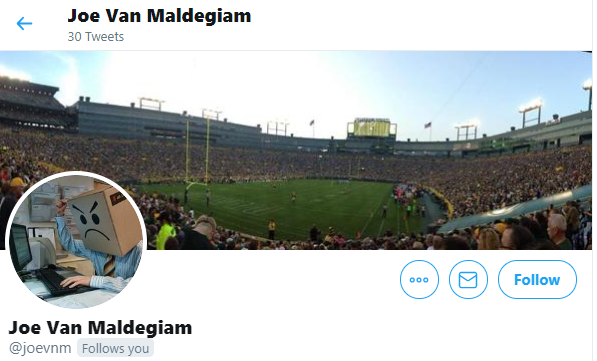 Joe Van Maldegiam
30 Tweets
Follow
Joe Van Maldegiam
@joevnm Follows you